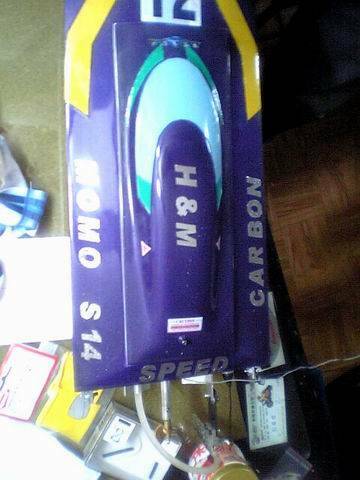 12
H & M
MOMO S14
CARBON
SPEED